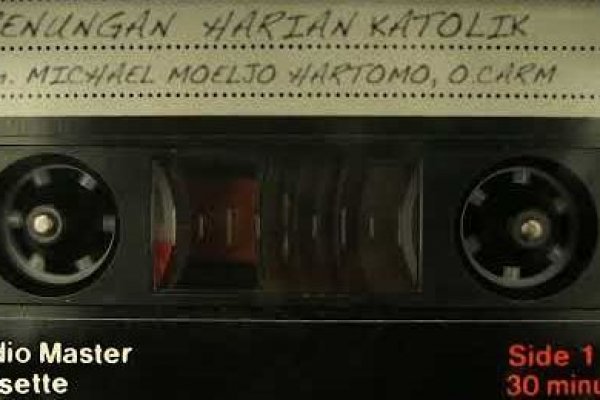 ENUNGAN HARIAN KATOLIK
. MICHAEL MOELJO HARTOMO, O.CARM
dio Master
Side 1
sette
30 minu